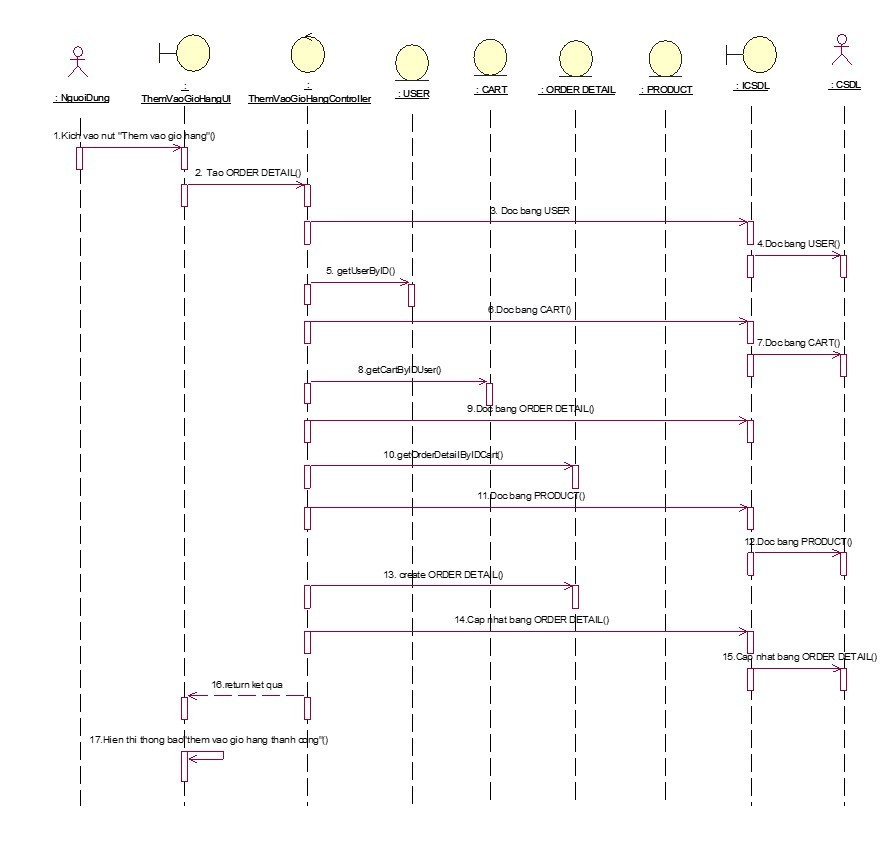 : NguoiDung
:
ThemVaoGioHangUI
:
ThemVaoGioHangController
: USER
: CART
: ORDER DETAIL
: PRODUCT
: ICSDL
: CSDL
1.Kich vao nut "Them vao gio hang"()
2. Tao ORDER DETAIL()
3. Doc bang USER
4.Doc bang USER()
5. getUserByID()
6.Doc bang CART()
7.Doc bang CART()
8.getCartByIDUser()
9.Doc bang ORDER DETAIL()
10.getOrderDetailByIDCart()
11.Doc bang PRODUCT()
12.Doc bang PRODUCT()
13. create ORDER DETAIL()
14.Cap nhat bang ORDER DETAIL()
15.Cap nhat bang ORDER DETAIL()
16.return ket qua
17.Hien thi thong bao"them vao gio hang thanh cong"()